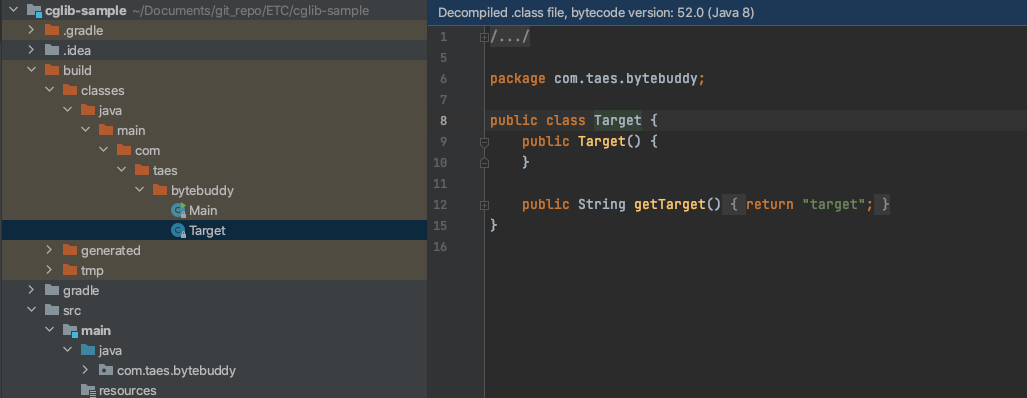 cglib-sample ~/Documents/git_repo/ETC/cglib-sample
.gradle
.idea
build
classes
java
main
com
taes
bytebuddy
Main
Target
generated
tmp
gradle
src
main
java
com.taes.bytebuddy
resources
Decompiled .class file, bytecode version: 52.0 (Java 8)
1 /.../
5
6 package com.taes.bytebuddy;
7
8 public class Target {
9 public Target() {
10 }
11
12 public String getTarget() { return "target"; }
15 }
16